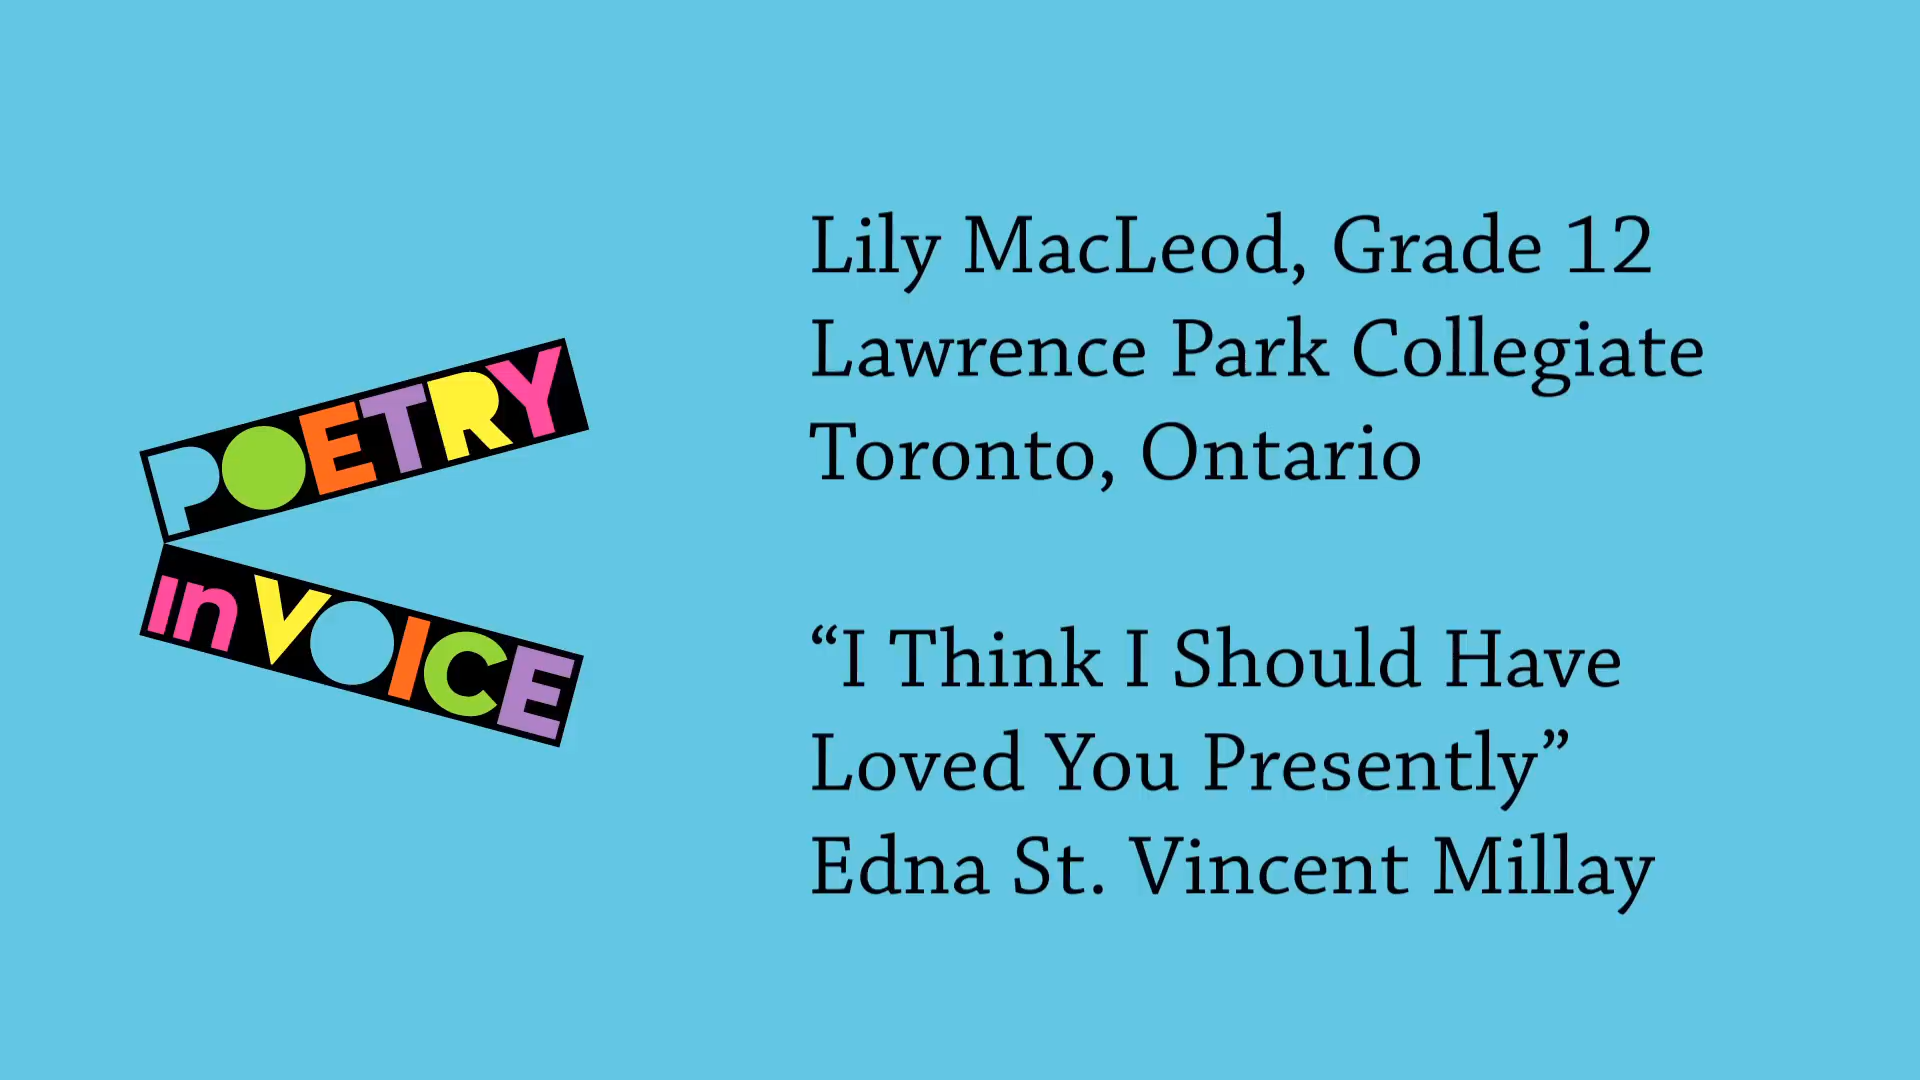 POETRY
in VOICE
Lily MacLeod, Grade 12
Lawrence Park Collegiate
Toronto, Ontario
“I Think I Should Have
Loved You Presently”
Edna St. Vincent Millay